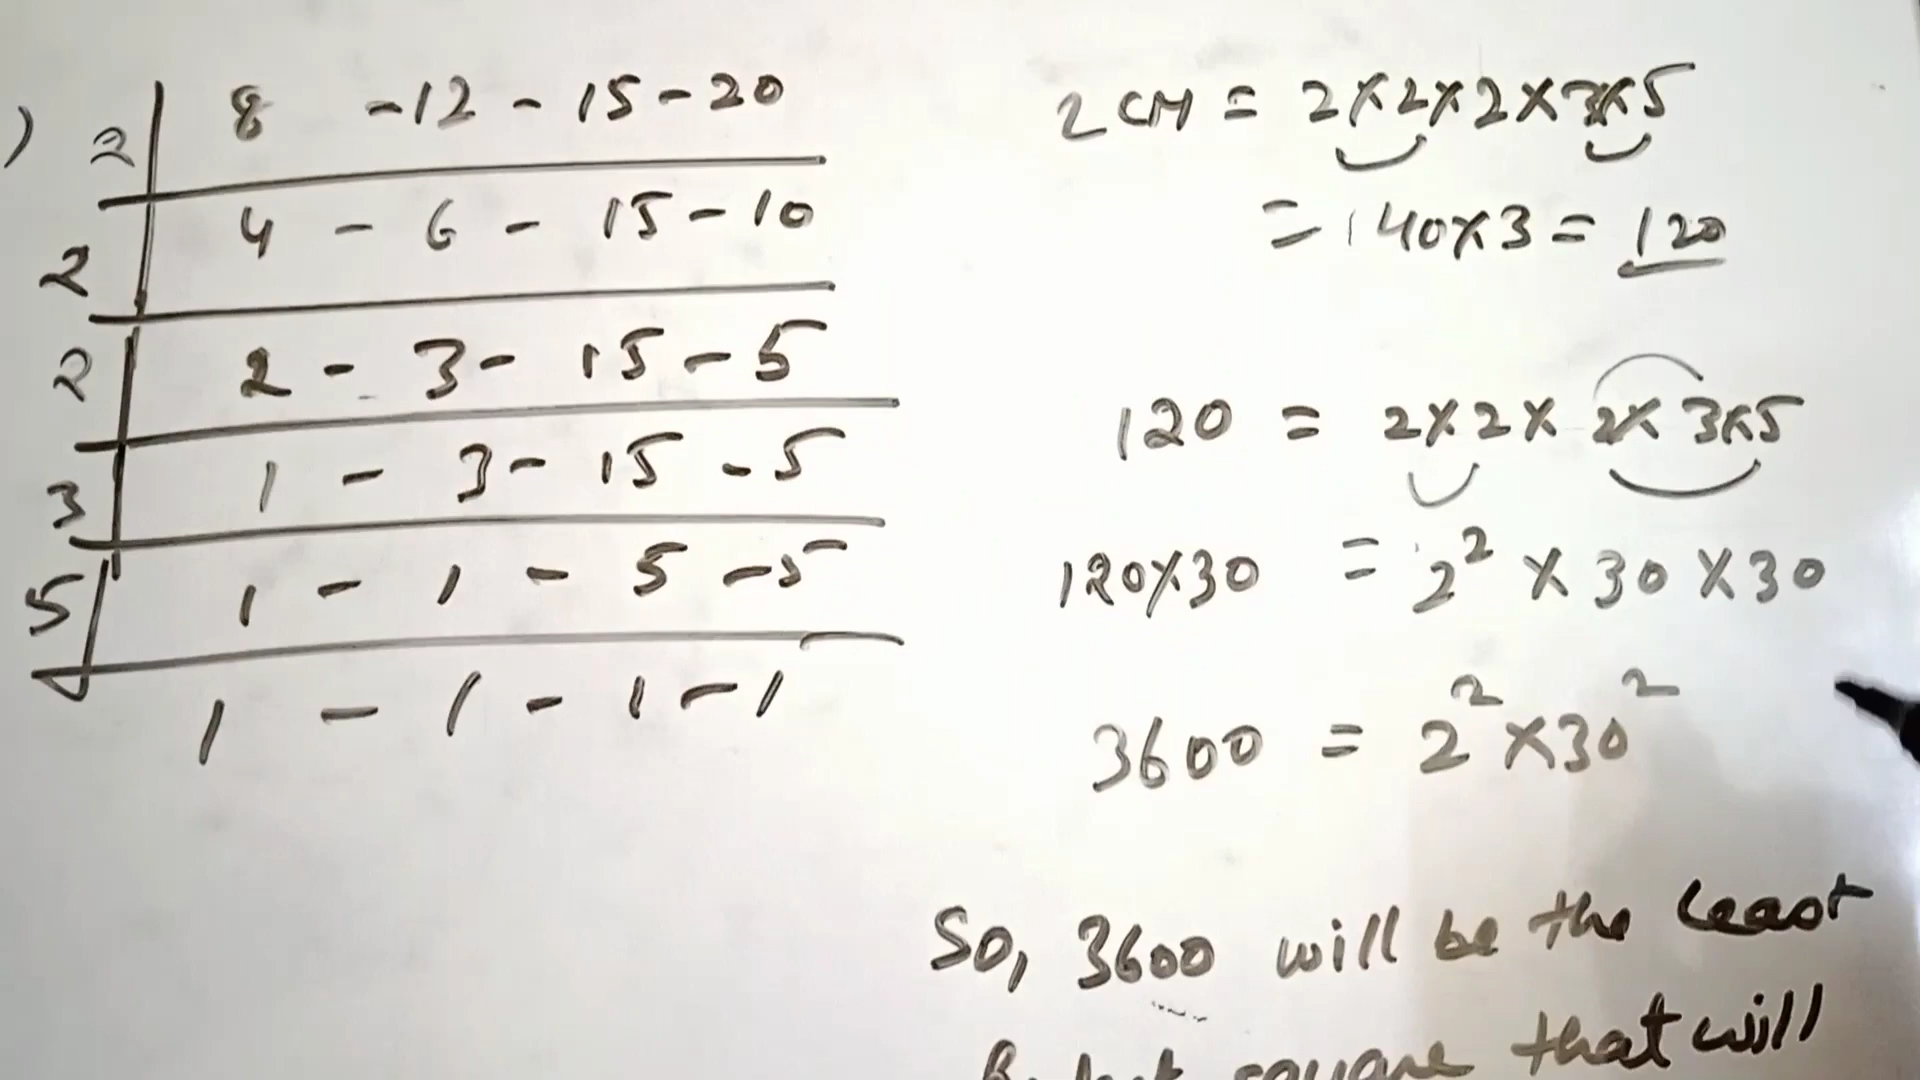 ) 2 8 - 12 - 15 - 20
2 4 - 6 - 15 - 10
2 2 - 3 - 15 - 5
3 1 - 3 - 15 - 5
5 1 - 1 - 5 - 5
1 - 1 - 1 - 1
LCM = 2×2×2×3×5
= 40×3 = 120
120 = 2×2×2×3×5
120×30 = 2² × 30 × 30
3600 = 2² × 30²
So, 3600 will be the least
square that will